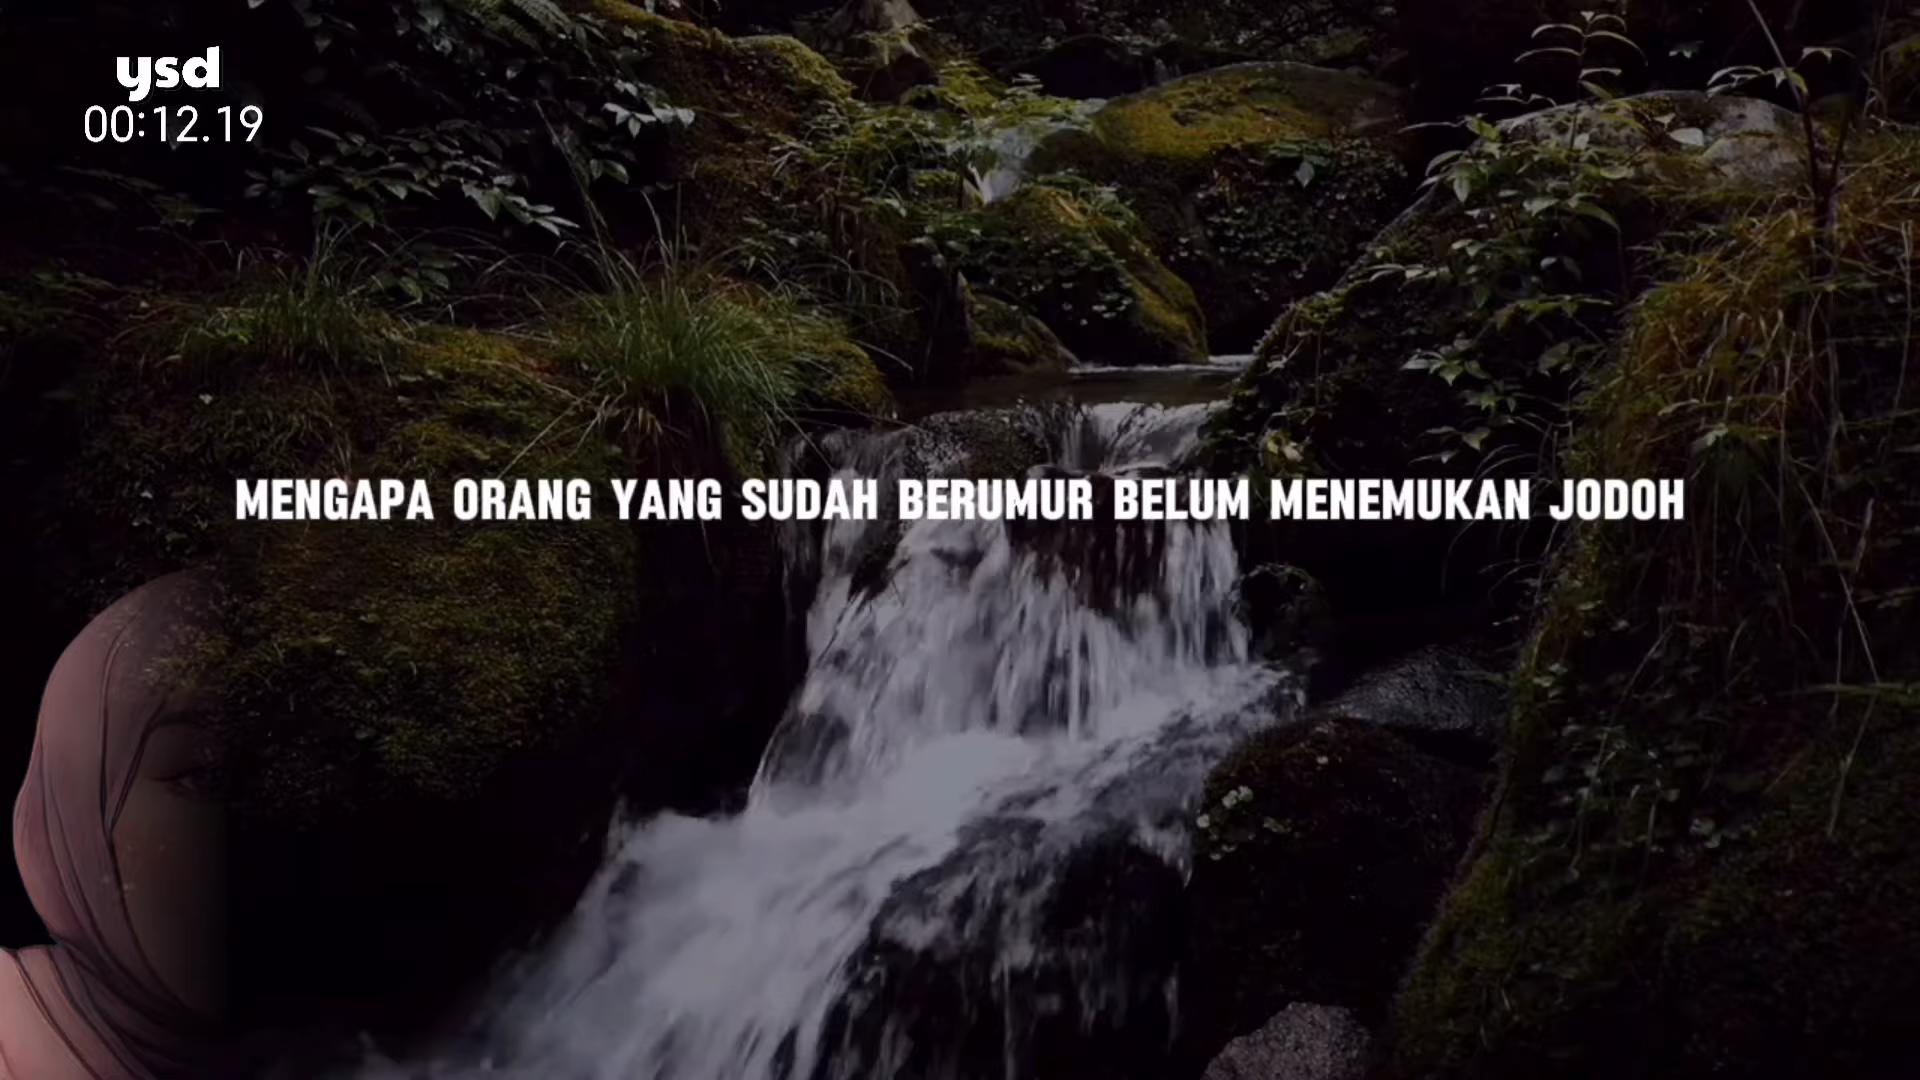 ysd
00:12.19
MENGAPA ORANG YANG SUDAH BERUMUR BELUM MENEMUKAN JODOH